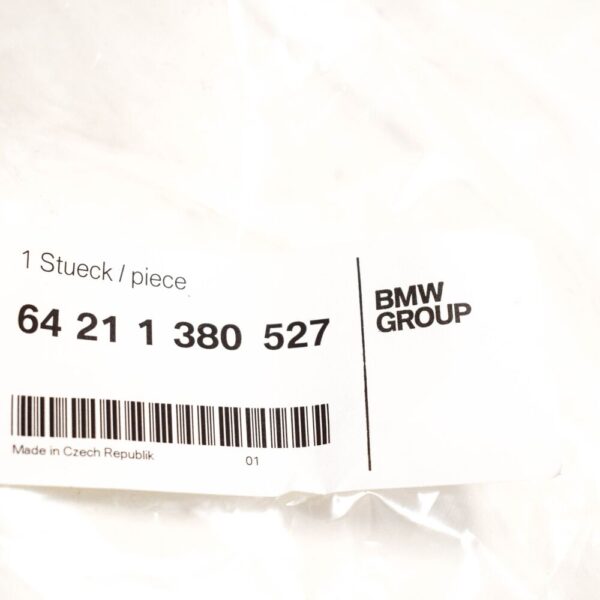 1 Stueck / piece
64 21 1 380 527
Made in Czech Republik 01
BMW
GROUP